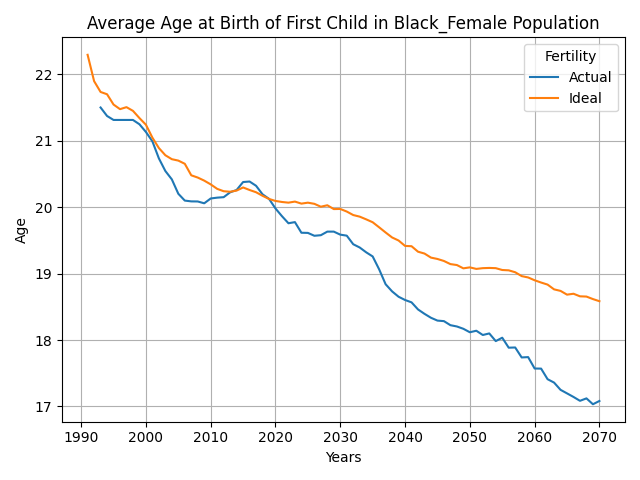 Average Age at Birth of First Child in Black_Female Population
Fertility
Actual
Ideal
22
21
20
19
18
17
Age
1990 2000 2010 2020 2030 2040 2050 2060 2070
Years